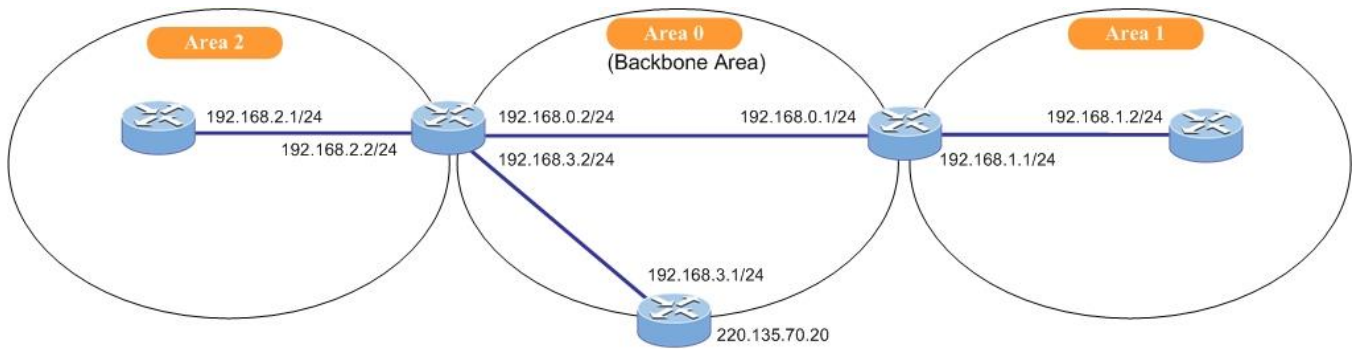 Area 2
Area 0
Area 1
(Backbone Area)
192.168.2.1/24
192.168.0.2/24
192.168.0.1/24
192.168.1.2/24
192.168.2.2/24
192.168.3.2/24
192.168.1.1/24
192.168.3.1/24
220.135.70.20